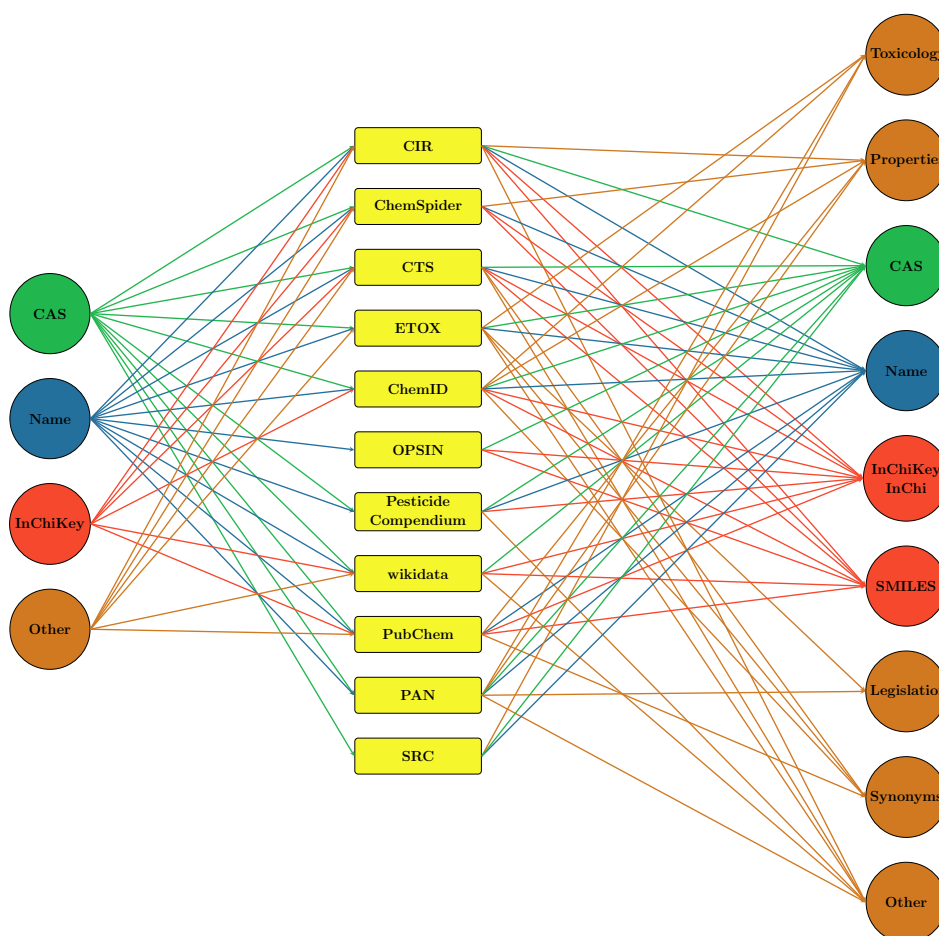 CAS
Name
InChiKey
Other
CIR
ChemSpider
CTS
ETOX
ChemID
OPSIN
Pesticide
Compendium
wikidata
PubChem
PAN
SRC
Toxicology
Propertie
CAS
Name
InChiKey
InChi
SMILES
Legislatio
Synonyms
Other